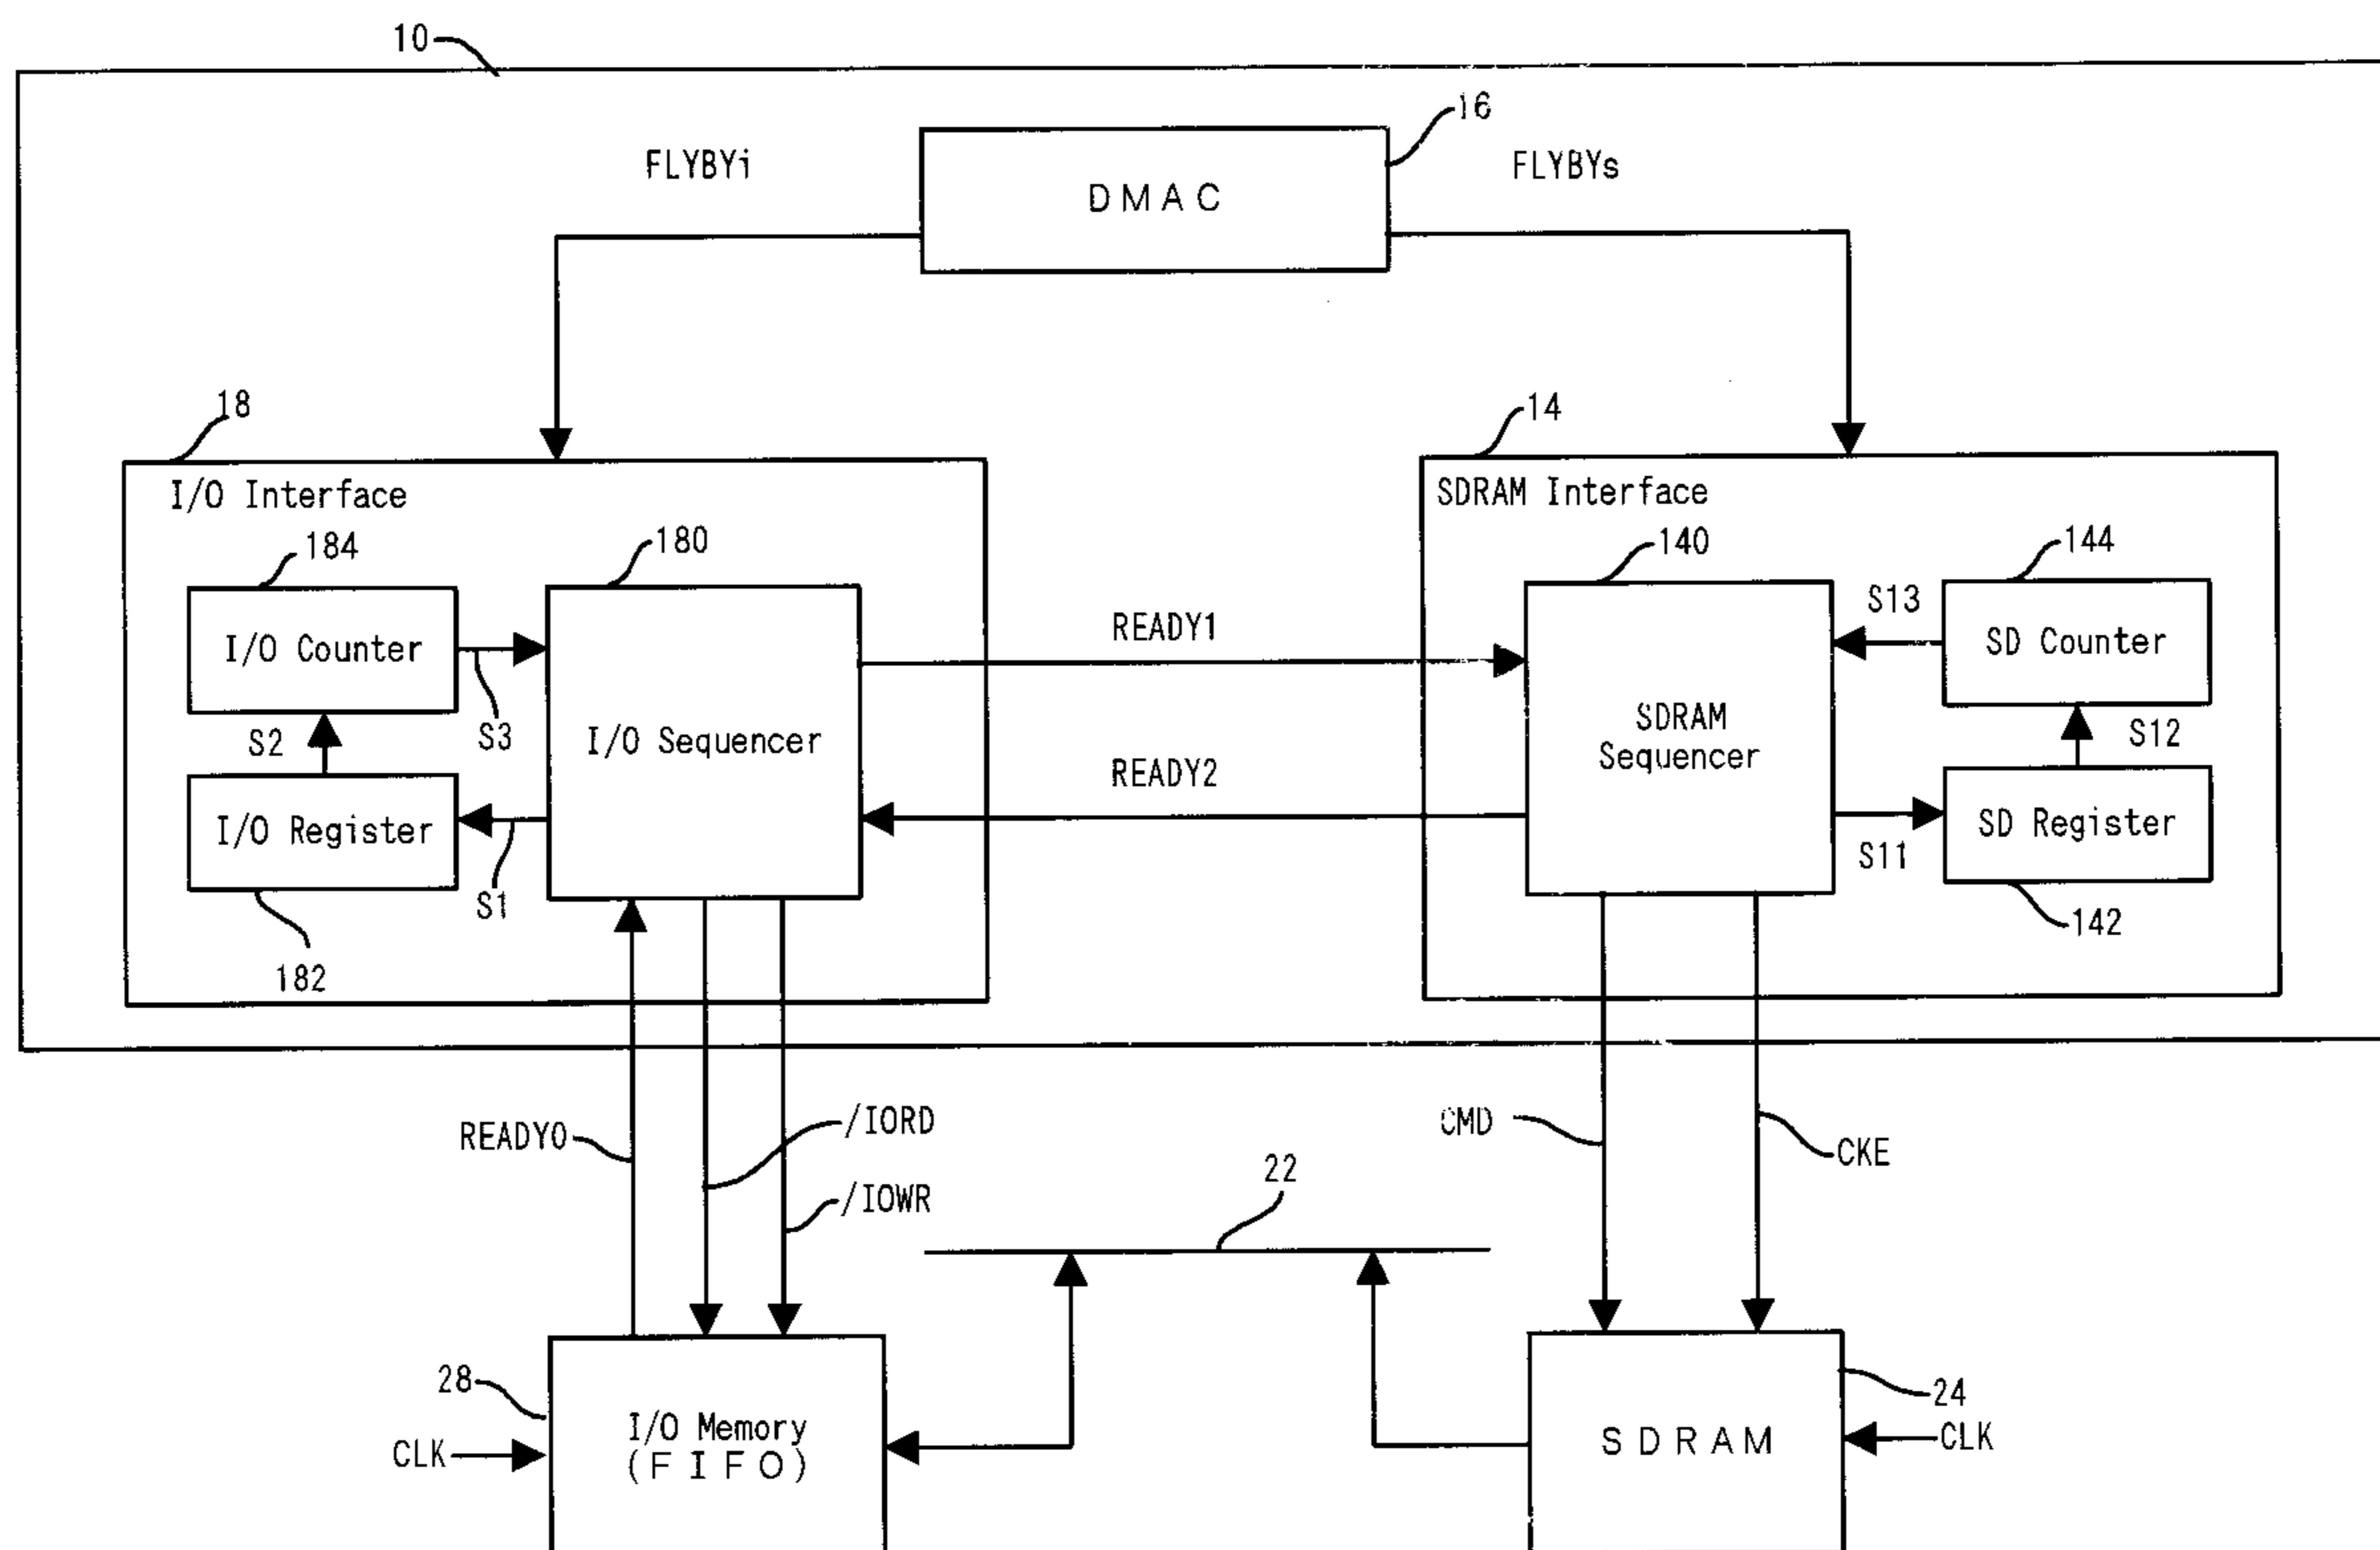 10
16
FLYBYi
DMAC
FLYBYs
18
14
I/O Interface
SDRAM Interface
184
180
140
144
I/O Counter
S3
I/O Sequencer
READY1
SDRAM
Sequencer
S13
SD Counter
S2
S12
READY2
I/O Register
S1
182
S11
SD Register
142
READY0
/IORD
/IOWR
22
CMD
CKE
28
CLK
I/O Memory
(FIFO)
SDRAM
24
CLK